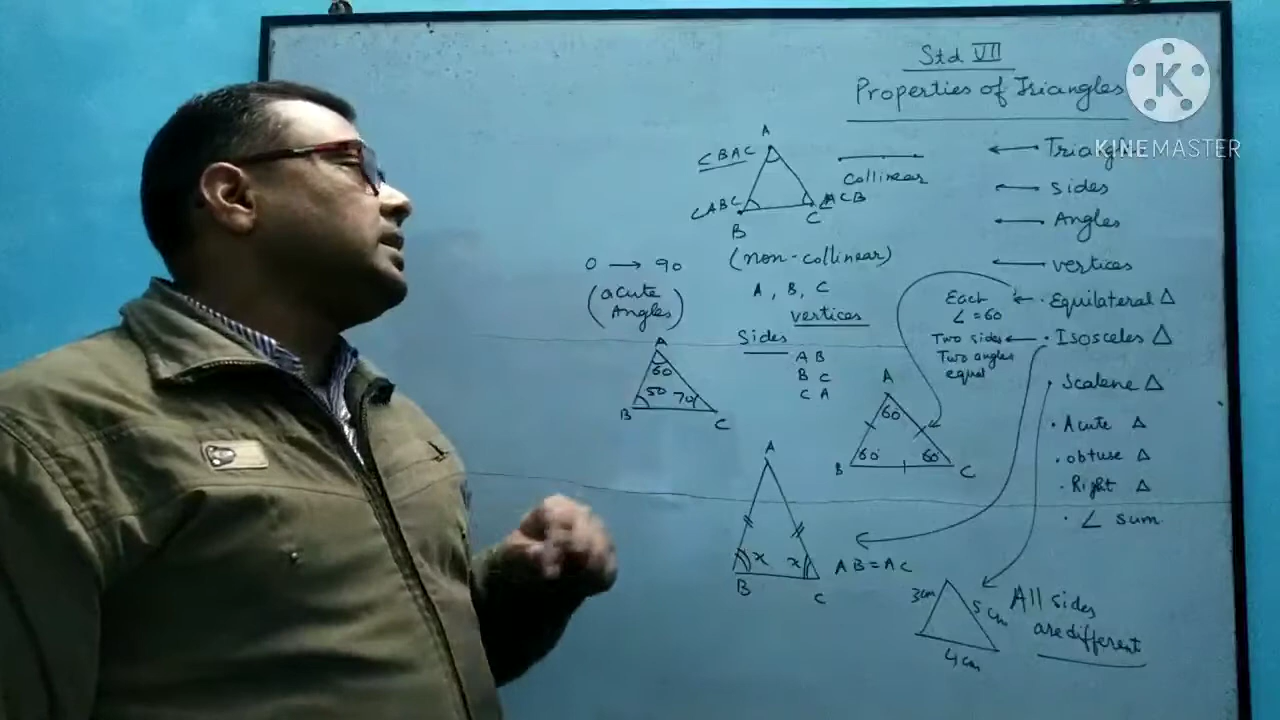 Std VII
Properties of Triangles
K
KINEMASTER
← Triangle
← sides
← Angles
← vertices
A
∠BAC
∠ABC
∠ACB
B
C
collinear
(non-collinear)
A, B, C
vertices
Sides
AB
BC
CA
0 → 90
(acute
Angles)
A
60
50 70
B
C
Each
∠=60
← · Equilateral Δ
Two sides ← · Isosceles Δ
Two angles
equal
· Scalene Δ
· Acute Δ
· obtuse Δ
· Right Δ
· ∠ sum
A
60
60
60
B
C
A
x
x
B
C
AB=AC
3cm
5cm
4cm
All sides
are different